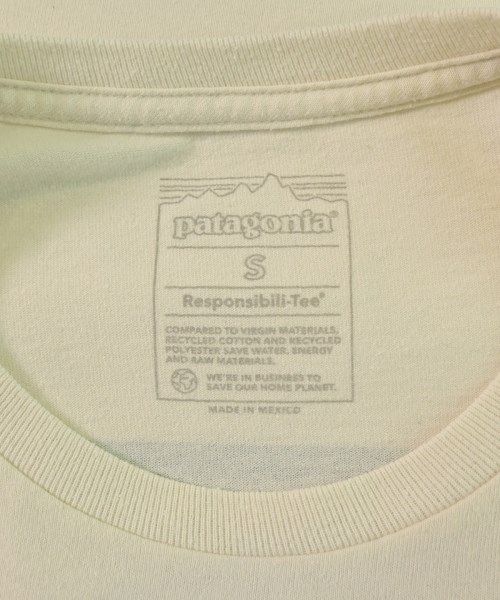 patagonia®
S
Responsibili-Tee®
COMPARED TO VIRGIN MATERIALS,
RECYCLED COTTON AND RECYCLED
POLYESTER SAVE WATER, ENERGY
AND RAW MATERIALS.
WE'RE IN BUSINESS TO
SAVE OUR HOME PLANET.
MADE IN MEXICO